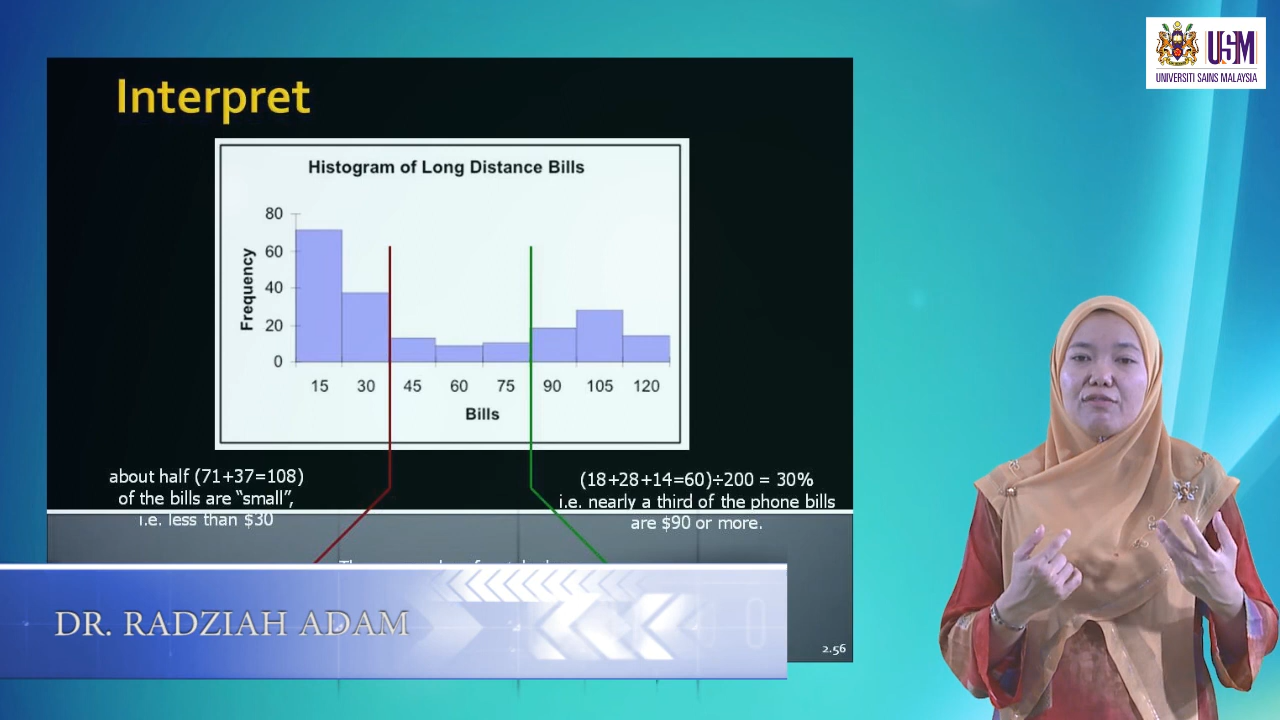 Interpret
USM
UNIVERSITI SAINS MALAYSIA
Histogram of Long Distance Bills
Frequency
80
60
40
20
0
15 30 45 60 75 90 105 120
Bills
about half (71+37=108)
of the bills are “small”,
i.e. less than $30
(18+28+14=60)÷200 = 30%
i.e. nearly a third of the phone bills
are $90 or more.
DR. RADZIAH ADAM
2.56